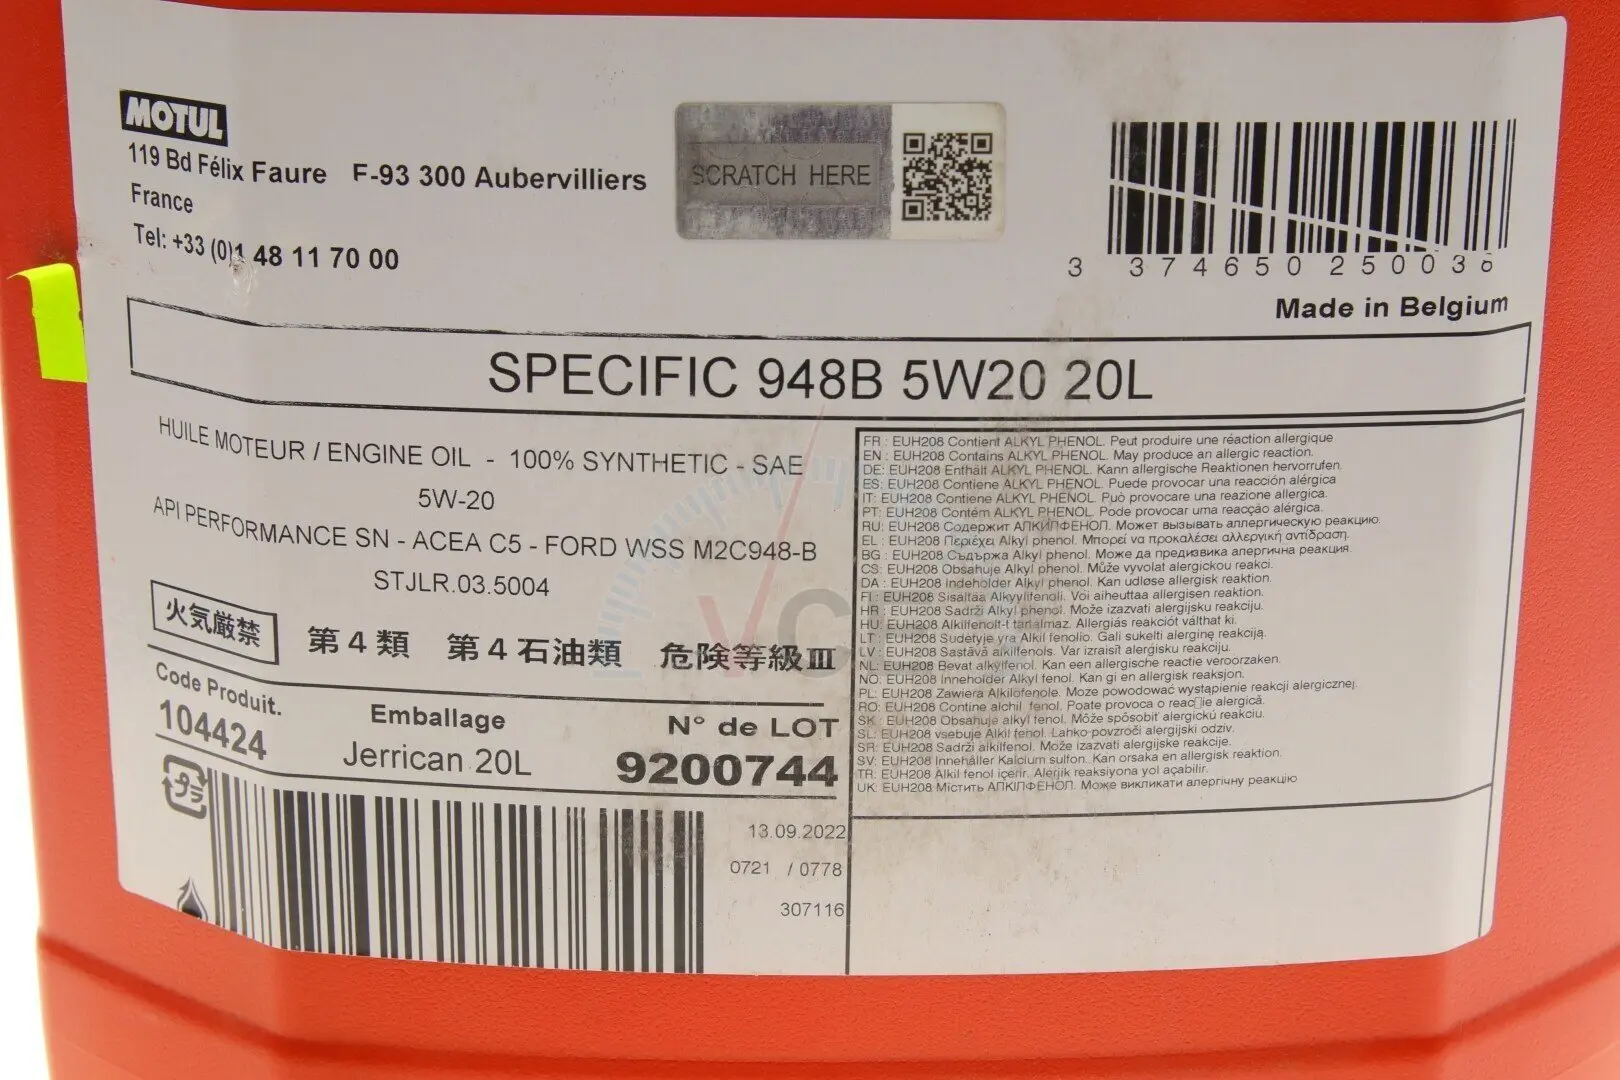 MOTUL
119 Bd Félix Faure F-93 300 Aubervilliers
France
Tel: +33 (0)1 48 11 70 00
SCRATCH HERE
3 374650 250036
Made in Belgium
SPECIFIC 948B 5W20 20L
HUILE MOTEUR / ENGINE OIL - 100% SYNTHETIC - SAE
5W-20
API PERFORMANCE SN - ACEA C5 - FORD WSS M2C948-B
STJLR.03.5004
火気厳禁
第4類 第4石油類 危険等級Ⅲ
Code Produit.
104424
Emballage
Jerrican 20L
N° de LOT
9200744
プラ
13.09.2022
0721 / 0778
307116
FR : EUH208 Contient ALKYL PHENOL. Peut produire une réaction allergique
EN : EUH208 Contains ALKYL PHENOL. May produce an allergic reaction.
DE: EUH208 Enthält ALKYL PHENOL. Kann allergische Reaktionen hervorrufen.
ES: EUH208 Contiene ALKYL PHENOL. Puede provocar una reacción alérgica
IT: EUH208 Contiene ALKYL PHENOL. Può provocare una reazione allergica.
PT: EUH208 Contém ALKYL PHENOL. Pode provocar uma reacção alérgica.
RU: EUH208 Содержит АЛКИЛФЕНОЛ. Может вызывать аллергическую реакцию.
EL : EUH208 Περιέχει Alkyl phenol. Μπορεί να προκαλέσει αλλεργική αντίδραση.
BG : EUH208 Съдържа Alkyl phenol. Може да предизвика алергична реакция.
CS: EUH208 Obsahuje Alkyl phenol. Může vyvolat alergickou reakci.
DA : EUH208 Indeholder Alkyl phenol. Kan udløse allergisk reaktion.
FI : EUH208 Sisältää Alkyylifenoli. Voi aiheuttaa allergisen reaktion.
HR : EUH208 Sadrži Alkyl phenol. Može izazvati alergijsku reakciju.
HU: EUH208 Alkilfenolt-t tartalmaz. Allergiás reakciót válthat ki.
LT : EUH208 Sudėtyje yra Alkil fenolio. Gali sukelti alerginę reakciją.
LV : EUH208 Sastāvā alkilfenols. Var izraisīt alerģisku reakciju.
NL: EUH208 Bevat alkylfenol. Kan een allergische reactie veroorzaken.
NO: EUH208 Inneholder Alkyl fenol. Kan gi en allergisk reaksjon.
PL: EUH208 Zawiera Alkilofenole. Może powodować wystąpienie reakcji alergicznej.
RO: EUH208 Contine alchil fenol. Poate provoca o reac□ie alergică.
SK : EUH208 Obsahuje alkyl fenol. Môže spôsobiť alergickú reakciu.
SL: EUH208 vsebuje Alkil fenol. Lahko povzroči alergijski odziv.
SR: EUH208 Sadrži alkilfenol. Može izazvati alergijske reakcije.
SV: EUH208 Innehåller Kalcium sulfon. Kan orsaka en allergisk reaktion.
TR: EUH208 Alkil fenol içerir. Alerjik reaksiyona yol açabilir.
UK: EUH208 Містить АЛКІЛФЕНОЛ. Може викликати алергічну реакцію